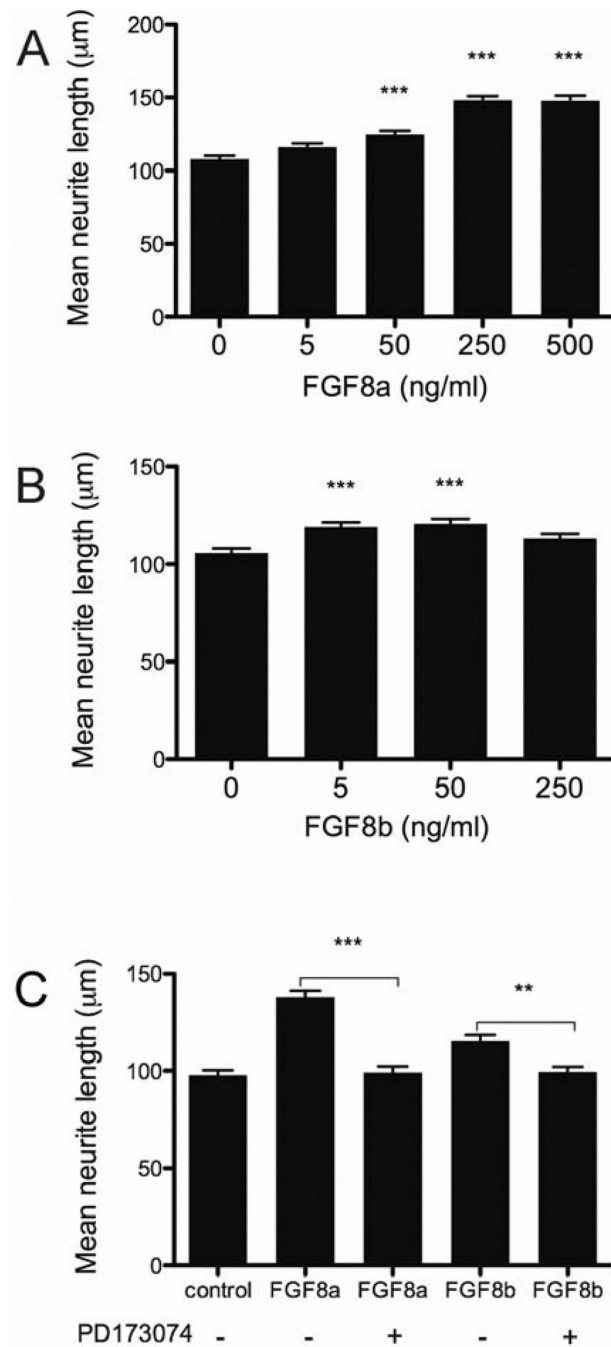 A
Mean neurite length (μm)
200
150
100
50
0
*** *** ***
0 5 50 250 500
FGF8a (ng/ml)
B
Mean neurite length (μm)
150
100
50
0
*** ***
0 5 50 250
FGF8b (ng/ml)
C
Mean neurite length (μm)
150
100
50
0
***
**
control FGF8a FGF8a FGF8b FGF8b
PD173074 - - + - +